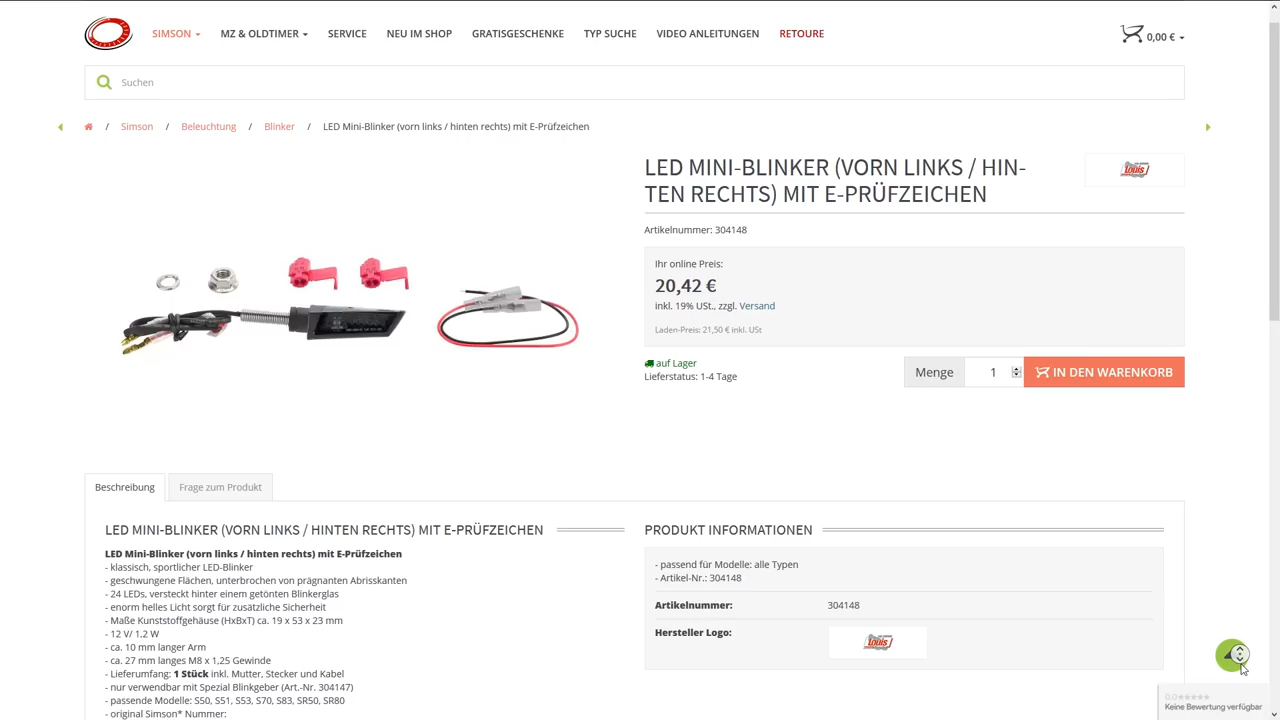 SIMSON
MZ & OLDTIMER
SERVICE
NEU IM SHOP
GRATISGESCHENKE
TYP SUCHE
VIDEO ANLEITUNGEN
RETOURE
0,00 €
Suchen
/ Simson / Beleuchtung / Blinker / LED Mini-Blinker (vorn links / hinten rechts) mit E-Prüfzeichen
LED MINI-BLINKER (VORN LINKS / HIN-
TEN RECHTS) MIT E-PRÜFZEICHEN
Louis
Artikelnummer: 304148
Ihr online Preis:
20,42 €
inkl. 19% USt., zzgl. Versand
Laden-Preis: 21,50 € inkl. USt
auf Lager
Lieferstatus: 1-4 Tage
Menge 1 IN DEN WARENKORB
Beschreibung
Frage zum Produkt
LED MINI-BLINKER (VORN LINKS / HINTEN RECHTS) MIT E-PRÜFZEICHEN
LED Mini-Blinker (vorn links / hinten rechts) mit E-Prüfzeichen
- klassisch, sportlicher LED-Blinker
- geschwungene Flächen, unterbrochen von prägnanten Abrisskanten
- 24 LEDs, versteckt hinter einem getönten Blinkerglas
- enorm helles Licht sorgt für zusätzliche Sicherheit
- Maße Kunststoffgehäuse (HxBxT) ca. 19 x 53 x 23 mm
- 12 V/ 1,2 W
- ca. 10 mm langer Arm
- ca. 27 mm langes M8 x 1,25 Gewinde
- Lieferumfang: 1 Stück inkl. Mutter, Stecker und Kabel
- nur verwendbar mit Spezial Blinkgeber (Art.-Nr. 304147)
- passende Modelle: S50, S51, S53, S70, S83, SR50, SR80
- original Simson* Nummer:
PRODUKT INFORMATIONEN
- passend für Modelle: alle Typen
- Artikel-Nr.: 304148
Artikelnummer: 304148
Hersteller Logo:
Louis
0.0
Keine Bewertung verfügbar